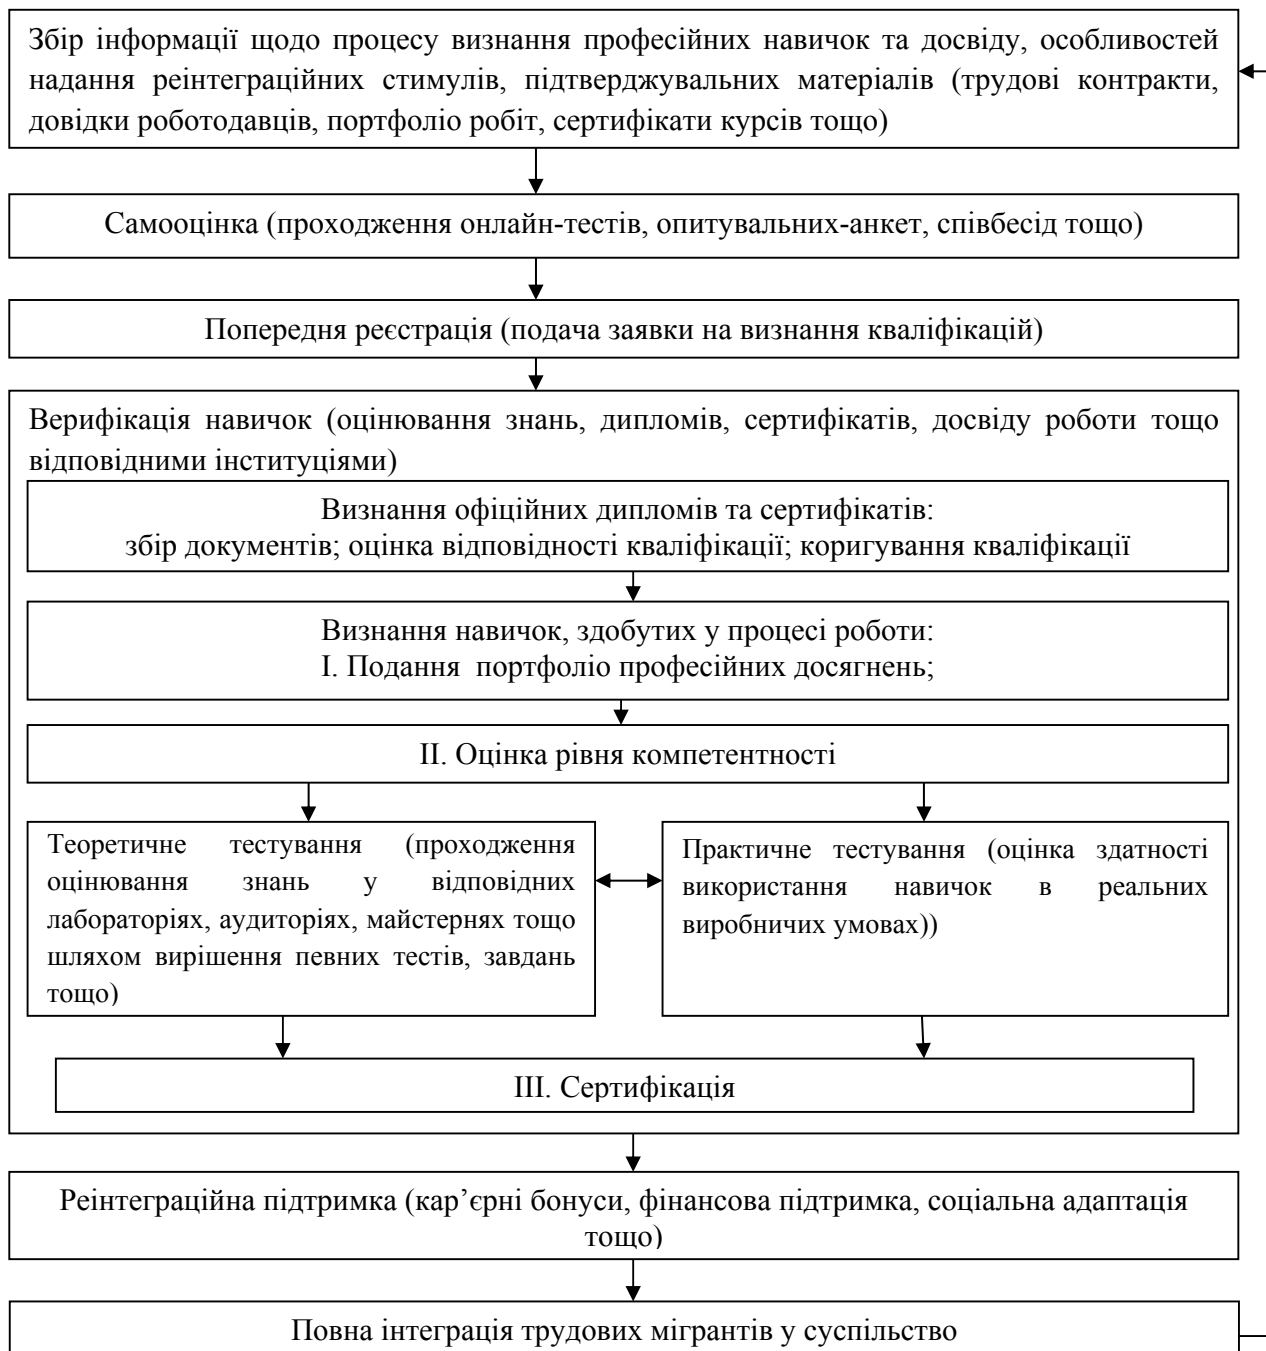 Збір інформації щодо процесу визнання професійних навичок та досвіду, особливостей
надання реінтеграційних стимулів, підтверджувальних матеріалів (трудові контракти,
довідки роботодавців, портфоліо робіт, сертифікати курсів тощо)
Самооцінка (проходження онлайн-тестів, опитувальних-анкет, співбесід тощо)
Попередня реєстрація (подача заявки на визнання кваліфікацій)
Верифікація навичок (оцінювання знань, дипломів, сертифікатів, досвіду роботи тощо
відповідними інституціями)
Визнання офіційних дипломів та сертифікатів:
збір документів; оцінка відповідності кваліфікації; коригування кваліфікації
Визнання навичок, здобутих у процесі роботи:
І. Подання портфоліо професійних досягнень;
ІІ. Оцінка рівня компетентності
Теоретичне тестування (проходження
оцінювання знань у відповідних
лабораторіях, аудиторіях, майстернях тощо
шляхом вирішення певних тестів, завдань
тощо)
Практичне тестування (оцінка здатності
використання навичок в реальних
виробничих умовах))
ІІІ. Сертифікація
Реінтеграційна підтримка (кар’єрні бонуси, фінансова підтримка, соціальна адаптація
тощо)
Повна інтеграція трудових мігрантів у суспільство